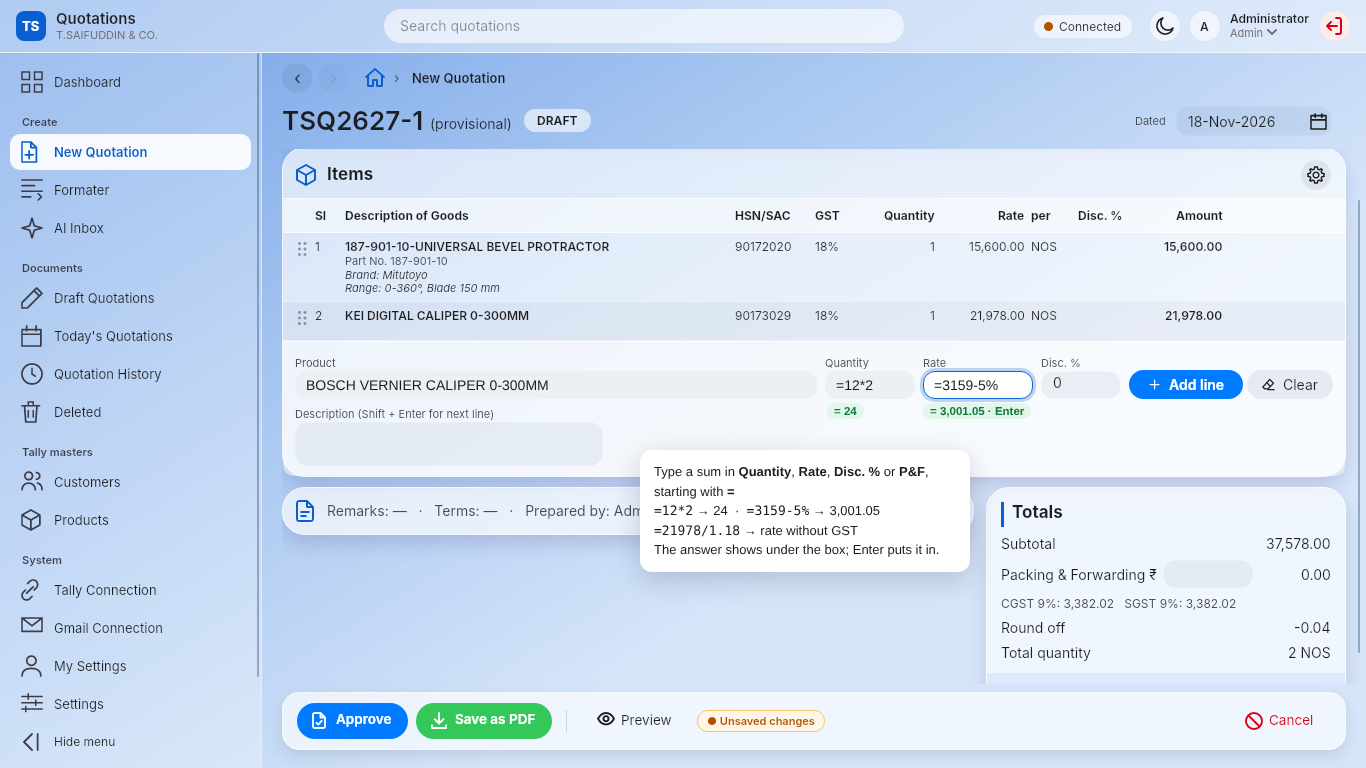 TS
Quotations
T.SAIFUDDIN & CO.
Search quotations
Connected
A
Administrator
Admin
Dashboard
Create
New Quotation
Formater
AI Inbox
Documents
Draft Quotations
Today's Quotations
Quotation History
Deleted
Tally masters
Customers
Products
System
Tally Connection
Gmail Connection
My Settings
Settings
Hide menu
‹ › › New Quotation
TSQ2627-1 (provisional) DRAFT
Dated 18-Nov-2026
Items
Sl Description of Goods HSN/SAC GST Quantity Rate per Disc. % Amount
1 187-901-10-UNIVERSAL BEVEL PROTRACTOR 90172020 18% 1 15,600.00 NOS 15,600.00
Part No. 187-901-10
Brand: Mitutoyo
Range: 0-360°, Blade 150 mm
2 KEI DIGITAL CALIPER 0-300MM 90173029 18% 1 21,978.00 NOS 21,978.00
Product Quantity Rate Disc. %
BOSCH VERNIER CALIPER 0-300MM =12*2 =3159-5% 0 + Add line Clear
= 24 = 3,001.05 · Enter
Description (Shift + Enter for next line)
Type a sum in Quantity, Rate, Disc. % or P&F,
starting with =
=12*2 → 24 · =3159-5% → 3,001.05
=21978/1.18 → rate without GST
The answer shows under the box; Enter puts it in.
Remarks: — · Terms: — · Prepared by: Adm
Totals
Subtotal 37,578.00
Packing & Forwarding ₹ 0.00
CGST 9%: 3,382.02 SGST 9%: 3,382.02
Round off -0.04
Total quantity 2 NOS
Approve Save as PDF Preview Unsaved changes Cancel